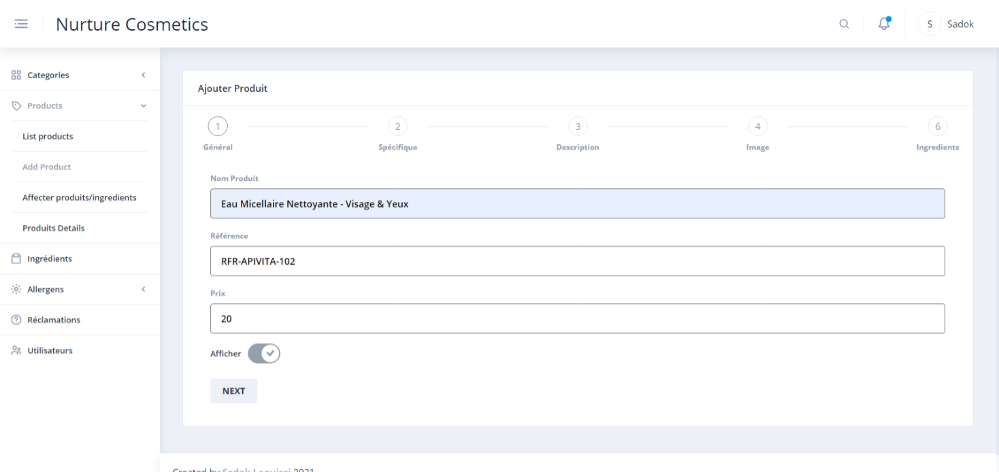 Nurture Cosmetics
S
Sadok
Categories
Products
List products
Add Product
Affecter produits/ingredients
Produits Details
Ingrédients
Allergens
Réclamations
Utilisateurs
Ajouter Produit
1
2
3
4
6
Général
Spécifique
Description
Image
Ingredients
Nom Produit
Eau Micellaire Nettoyante - Visage & Yeux
Référence
RFR-APIVITA-102
Prix
20
Afficher
NEXT
Created by Sadok 2021